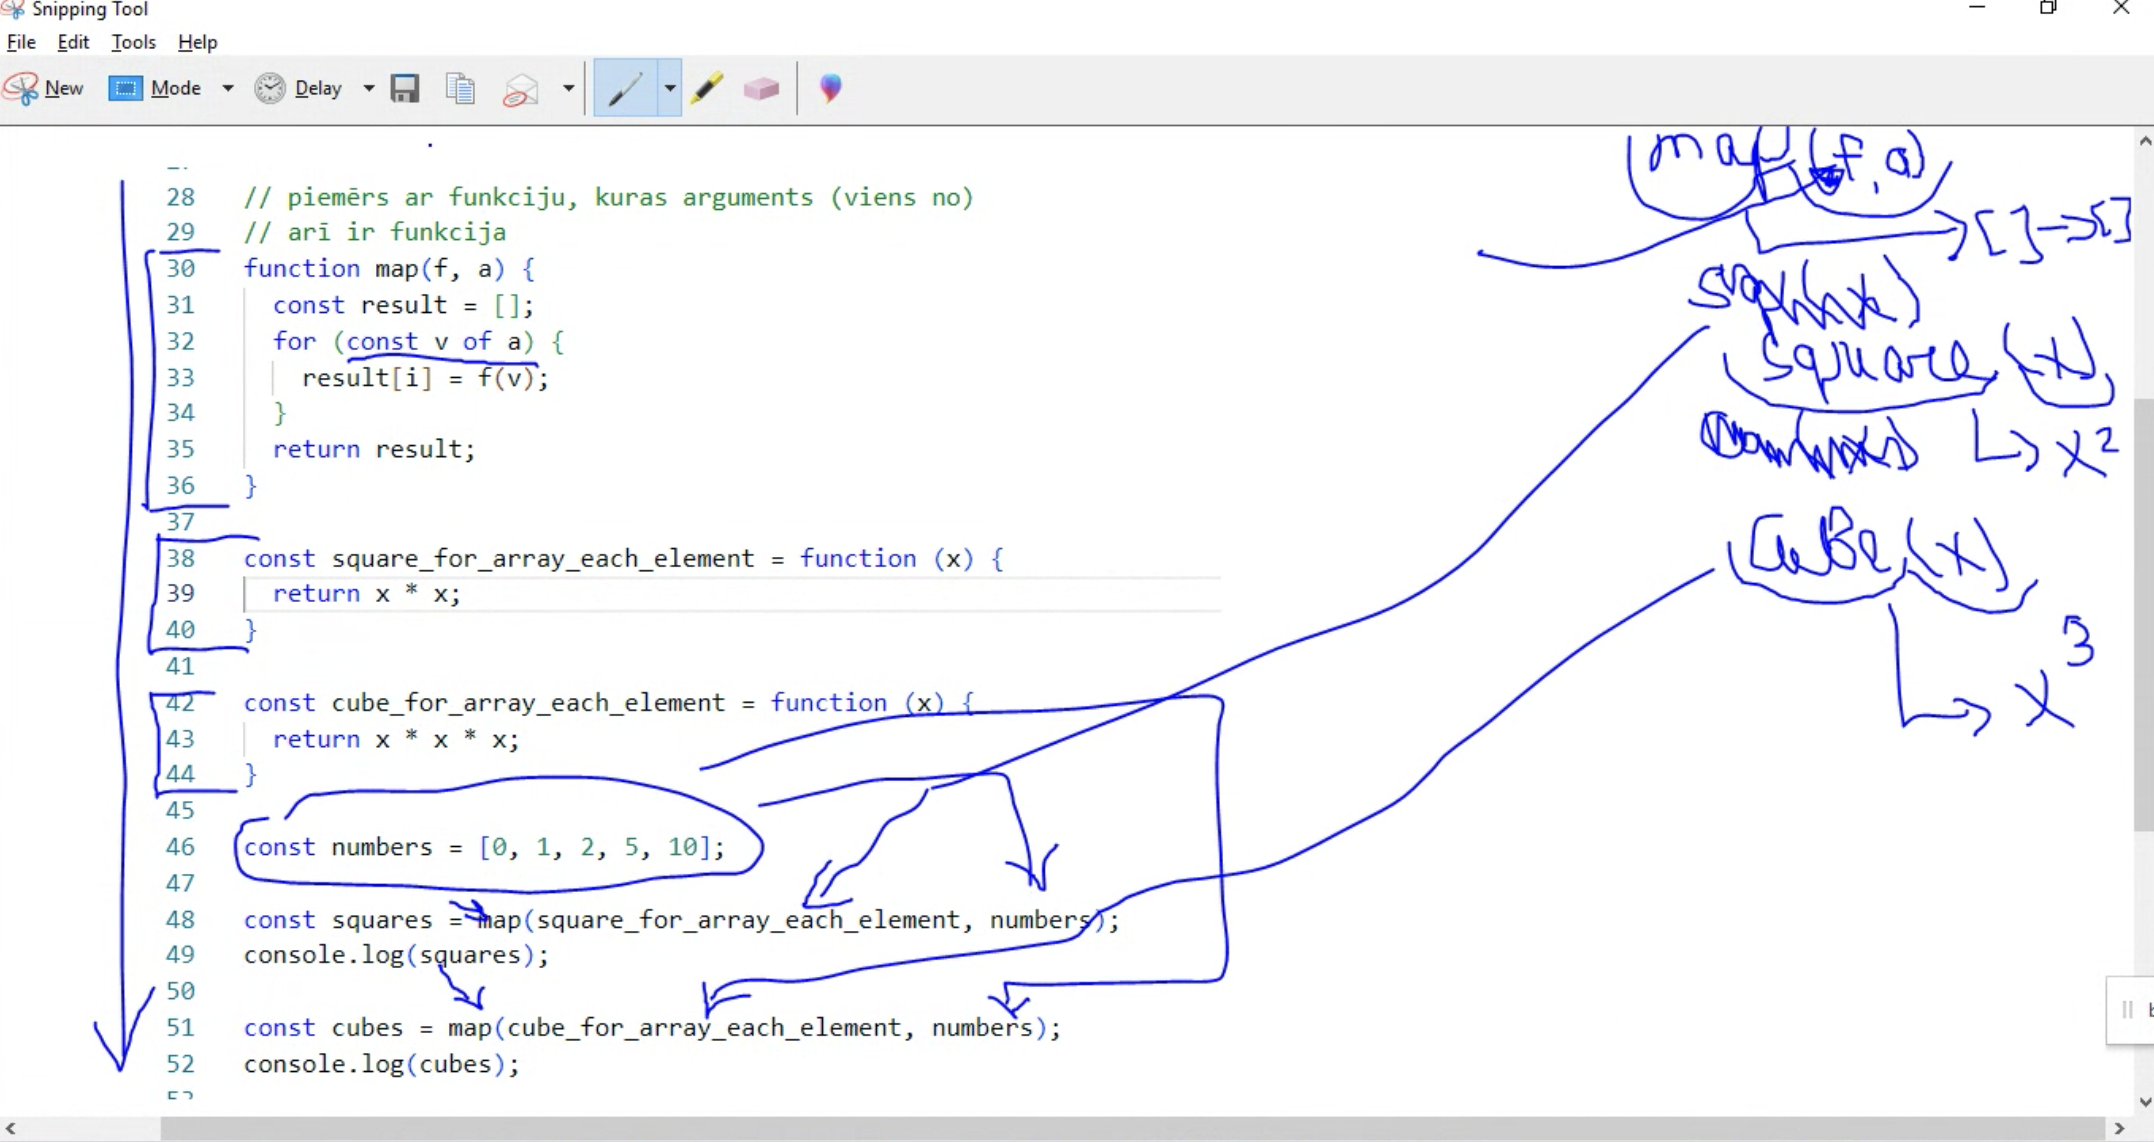 Snipping Tool
File Edit Tools Help
New Mode Delay
28 // piemērs ar funkciju, kuras arguments (viens no)
29 // arī ir funkcija
30 function map(f, a) {
31 const result = [];
32 for (const v of a) {
33 result[i] = f(v);
34 }
35 return result;
36 }
37
38 const square_for_array_each_element = function (x) {
39 return x * x;
40 }
41
42 const cube_for_array_each_element = function (x) {
43 return x * x * x;
44 }
45
46 const numbers = [0, 1, 2, 5, 10];
47
48 const squares = map(square_for_array_each_element, numbers);
49 console.log(squares);
50
51 const cubes = map(cube_for_array_each_element, numbers);
52 console.log(cubes);
map (f, a)
[] → []
square (x)
x²
CuBe (x)
x³